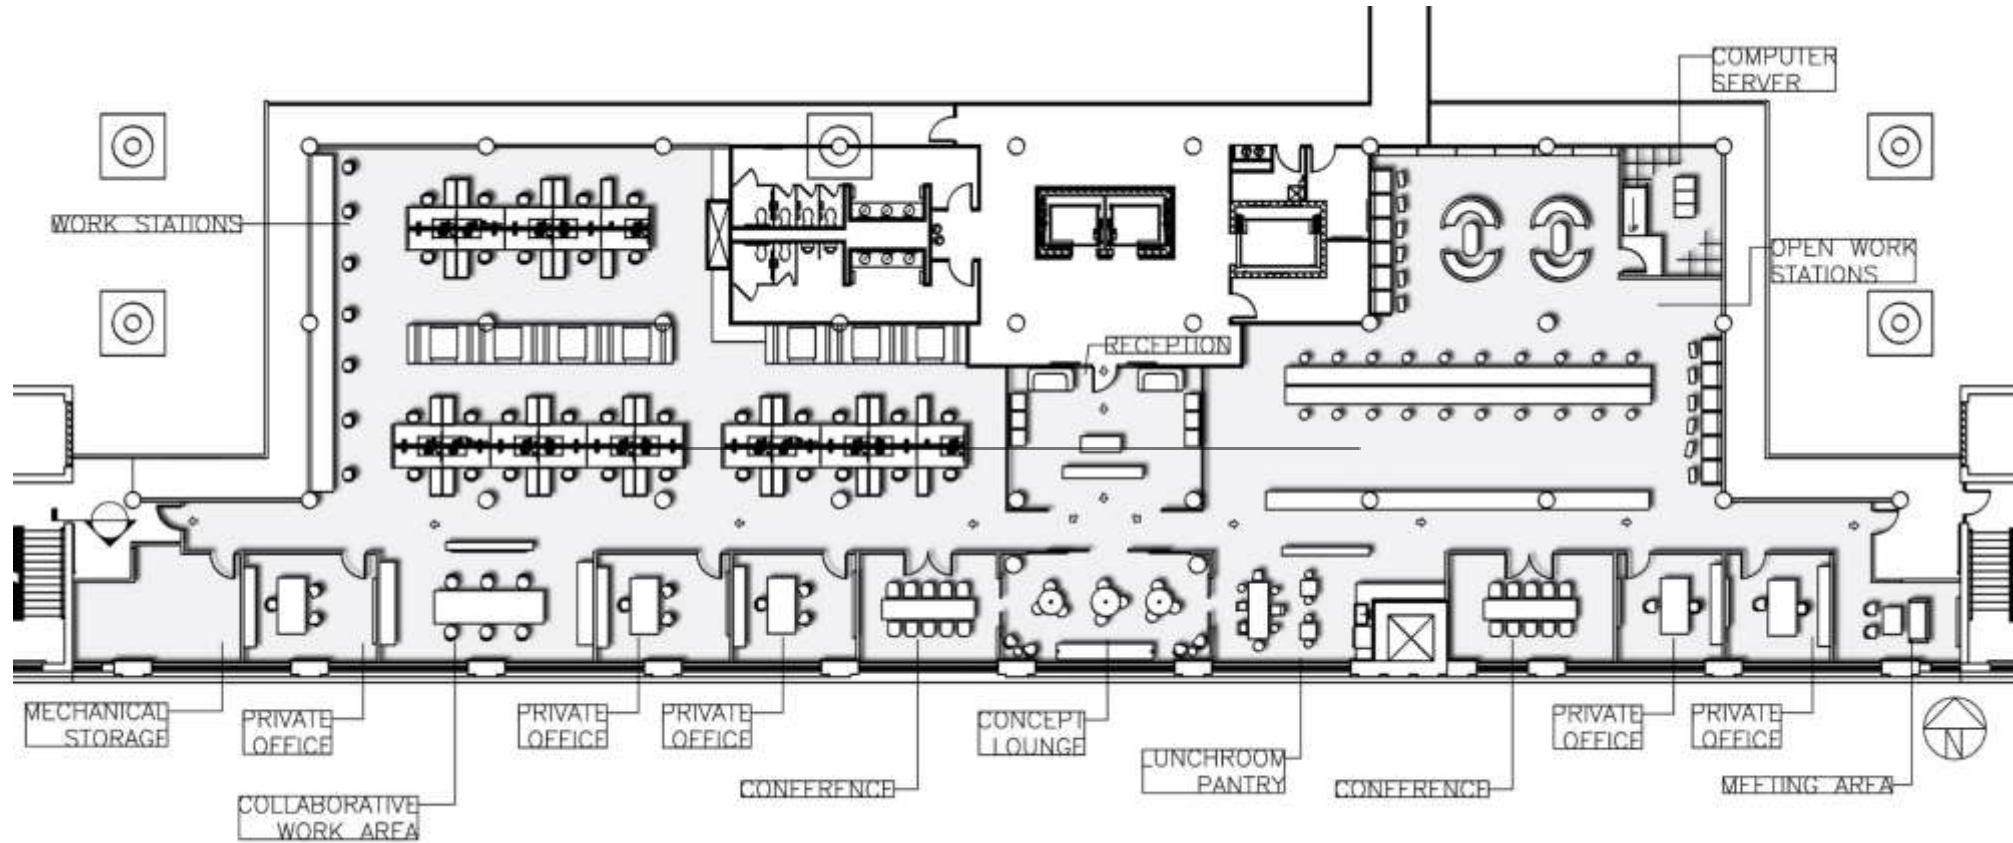 COMPUTER
SERVER
WORK STATIONS
OPEN WORK
STATIONS
RECEPTION
MECHANICAL
STORAGE
PRIVATE
OFFICE
PRIVATE
OFFICE
PRIVATE
OFFICE
CONCEPT
LOUNGE
PRIVATE
OFFICE
PRIVATE
OFFICE
N
LUNCHROOM
PANTRY
CONFERENCE
CONFERENCE
MEETING AREA
COLLABORATIVE
WORK AREA